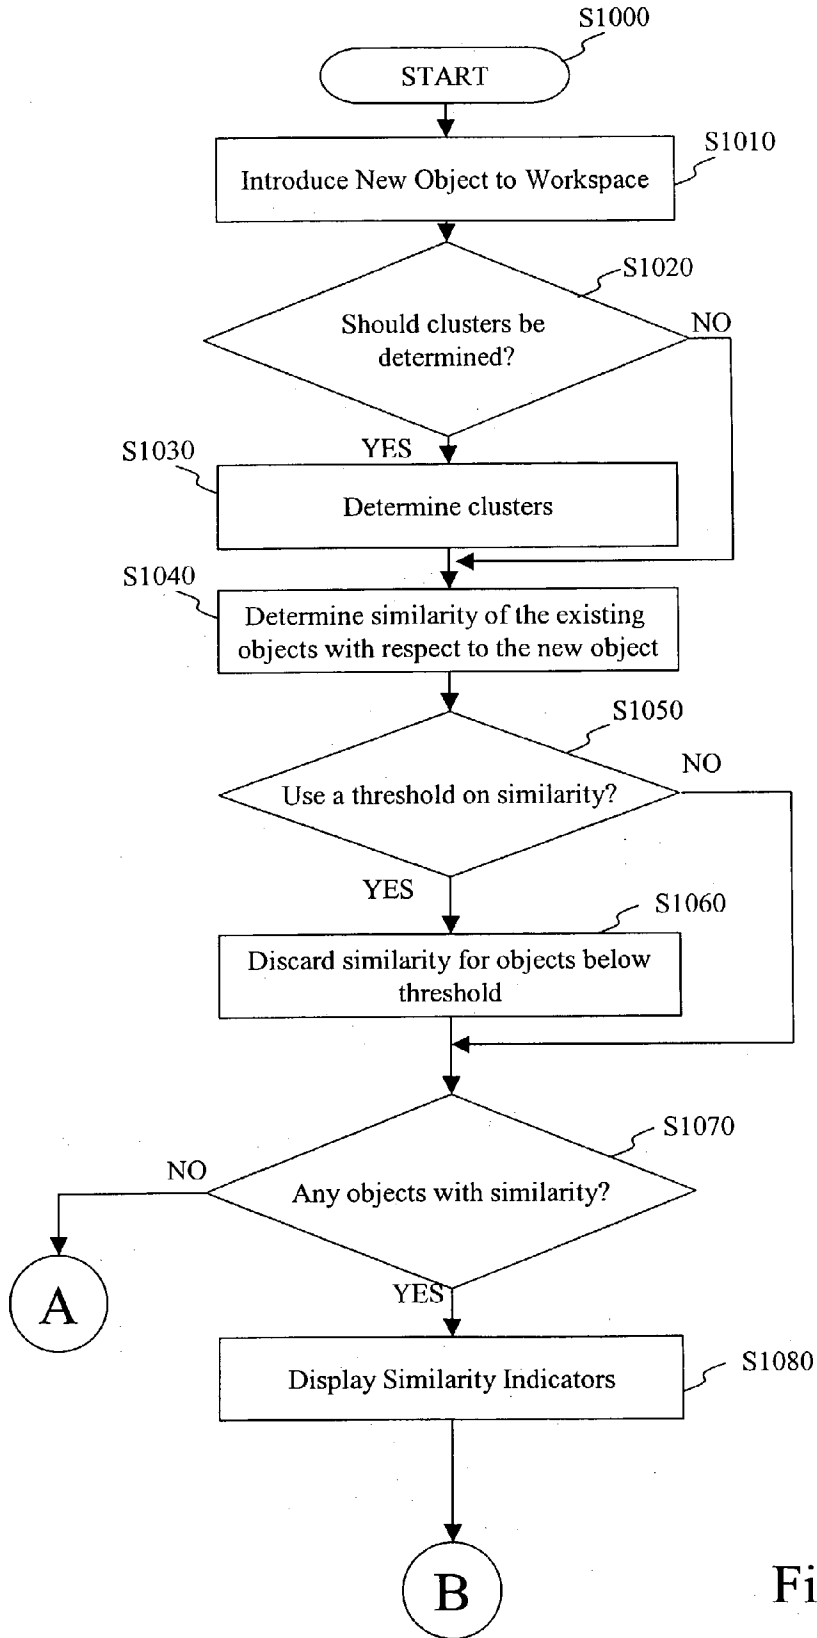 S1000
START
S1010
Introduce New Object to Workspace
S1020
Should clusters be
determined?
NO
YES
S1030
Determine clusters
S1040
Determine similarity of the existing
objects with respect to the new object
S1050
Use a threshold on similarity?
NO
YES
S1060
Discard similarity for objects below
threshold
S1070
NO
Any objects with similarity?
A
YES
S1080
Display Similarity Indicators
B
Fi